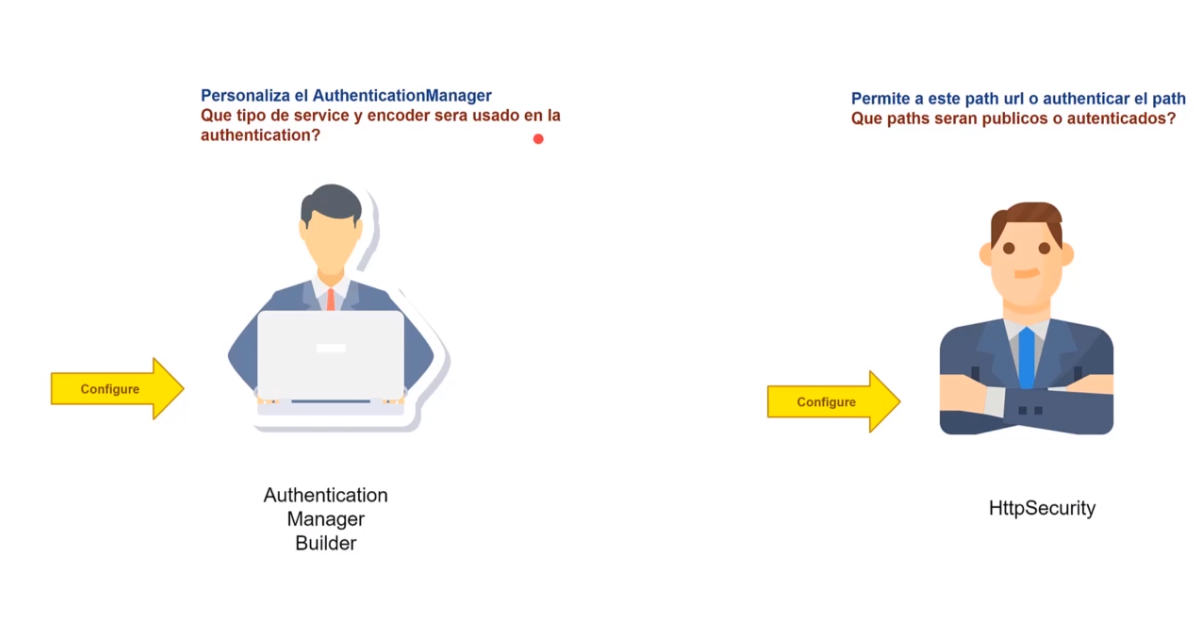 Personaliza el AuthenticationManager
Que tipo de service y encoder sera usado en la
authentication?
Configure
Authentication
Manager
Builder
Permite a este path url o authenticar el path
Que paths seran publicos o autenticados?
Configure
HttpSecurity